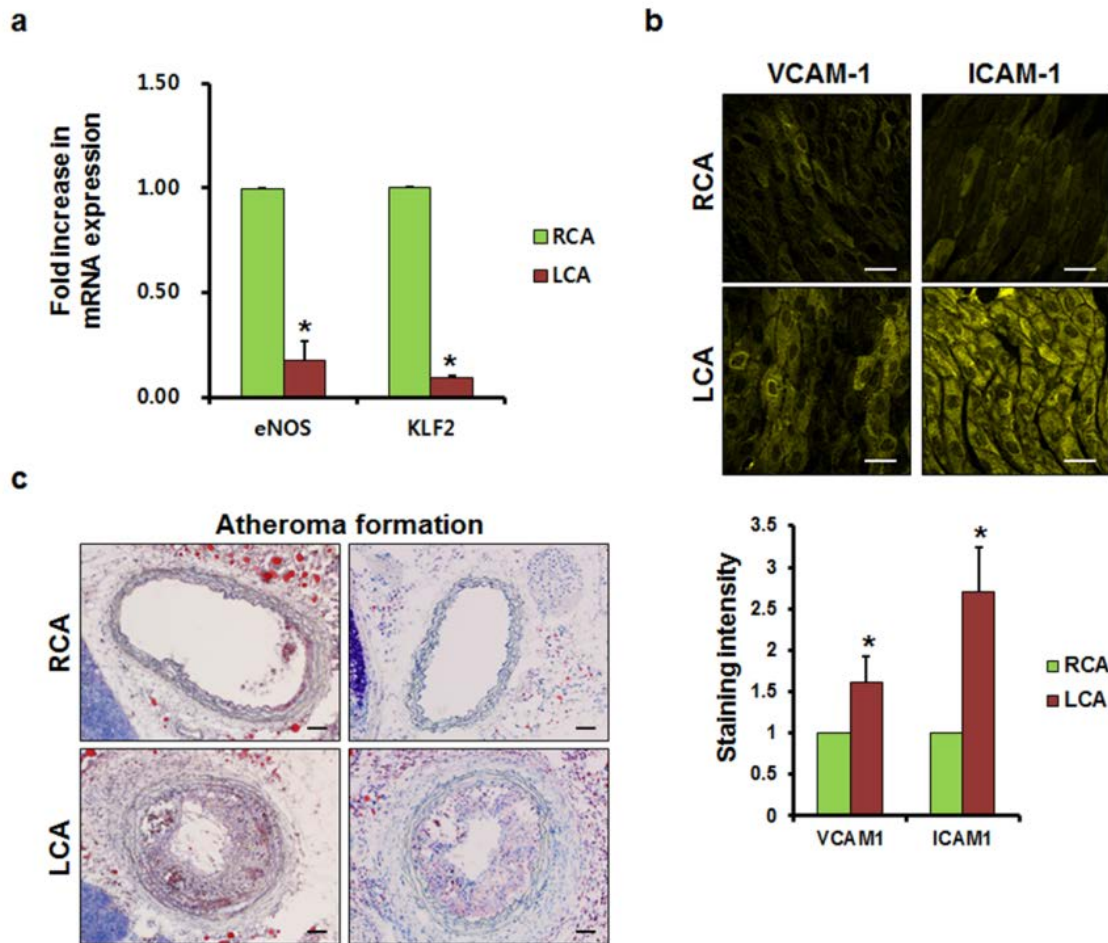 a
1.50
1.00
0.50
0.00
Fold increase in
mRNA expression
*
*
eNOS
KLF2
RCA
LCA
b
VCAM-1
ICAM-1
RCA
LCA
3.5
3
2.5
2
1.5
1
0.5
0
Staining intensity
*
*
VCAM1
ICAM1
RCA
LCA
c
Atheroma formation
RCA
LCA